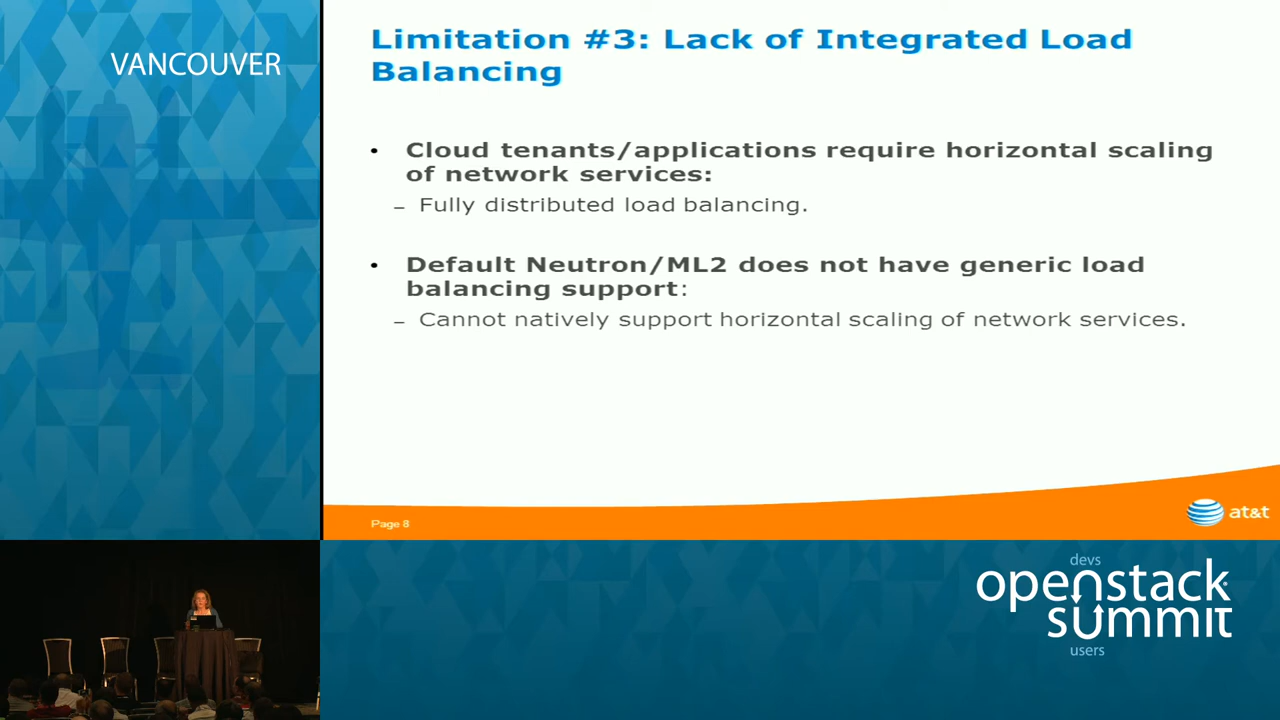 VANCOUVER
Limitation #3: Lack of Integrated Load
Balancing
• Cloud tenants/applications require horizontal scaling
of network services:
– Fully distributed load balancing.
• Default Neutron/ML2 does not have generic load
balancing support:
– Cannot natively support horizontal scaling of network services.
Page 8
at&t
devs
openstack
summit
users